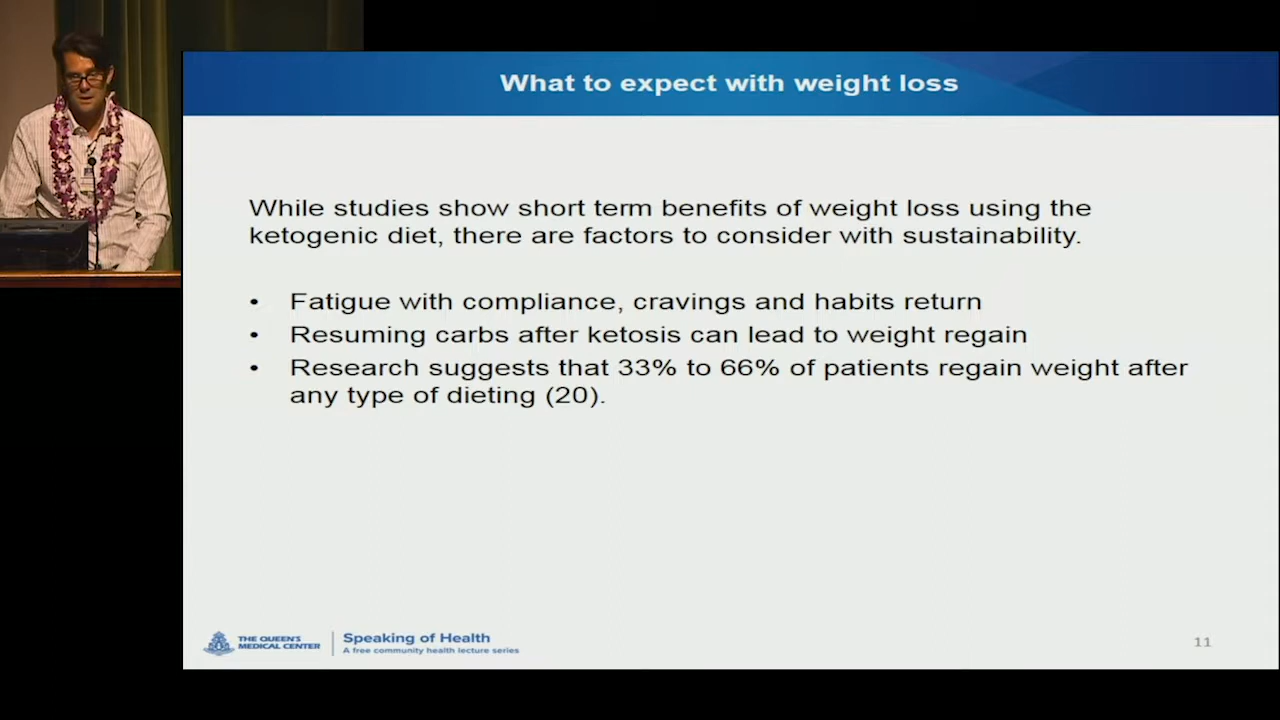 What to expect with weight loss
While studies show short term benefits of weight loss using the
ketogenic diet, there are factors to consider with sustainability.
• Fatigue with compliance, cravings and habits return
• Resuming carbs after ketosis can lead to weight regain
• Research suggests that 33% to 66% of patients regain weight after
any type of dieting (20).
THE QUEEN'S
MEDICAL CENTER
Speaking of Health
A free community health lecture series
11